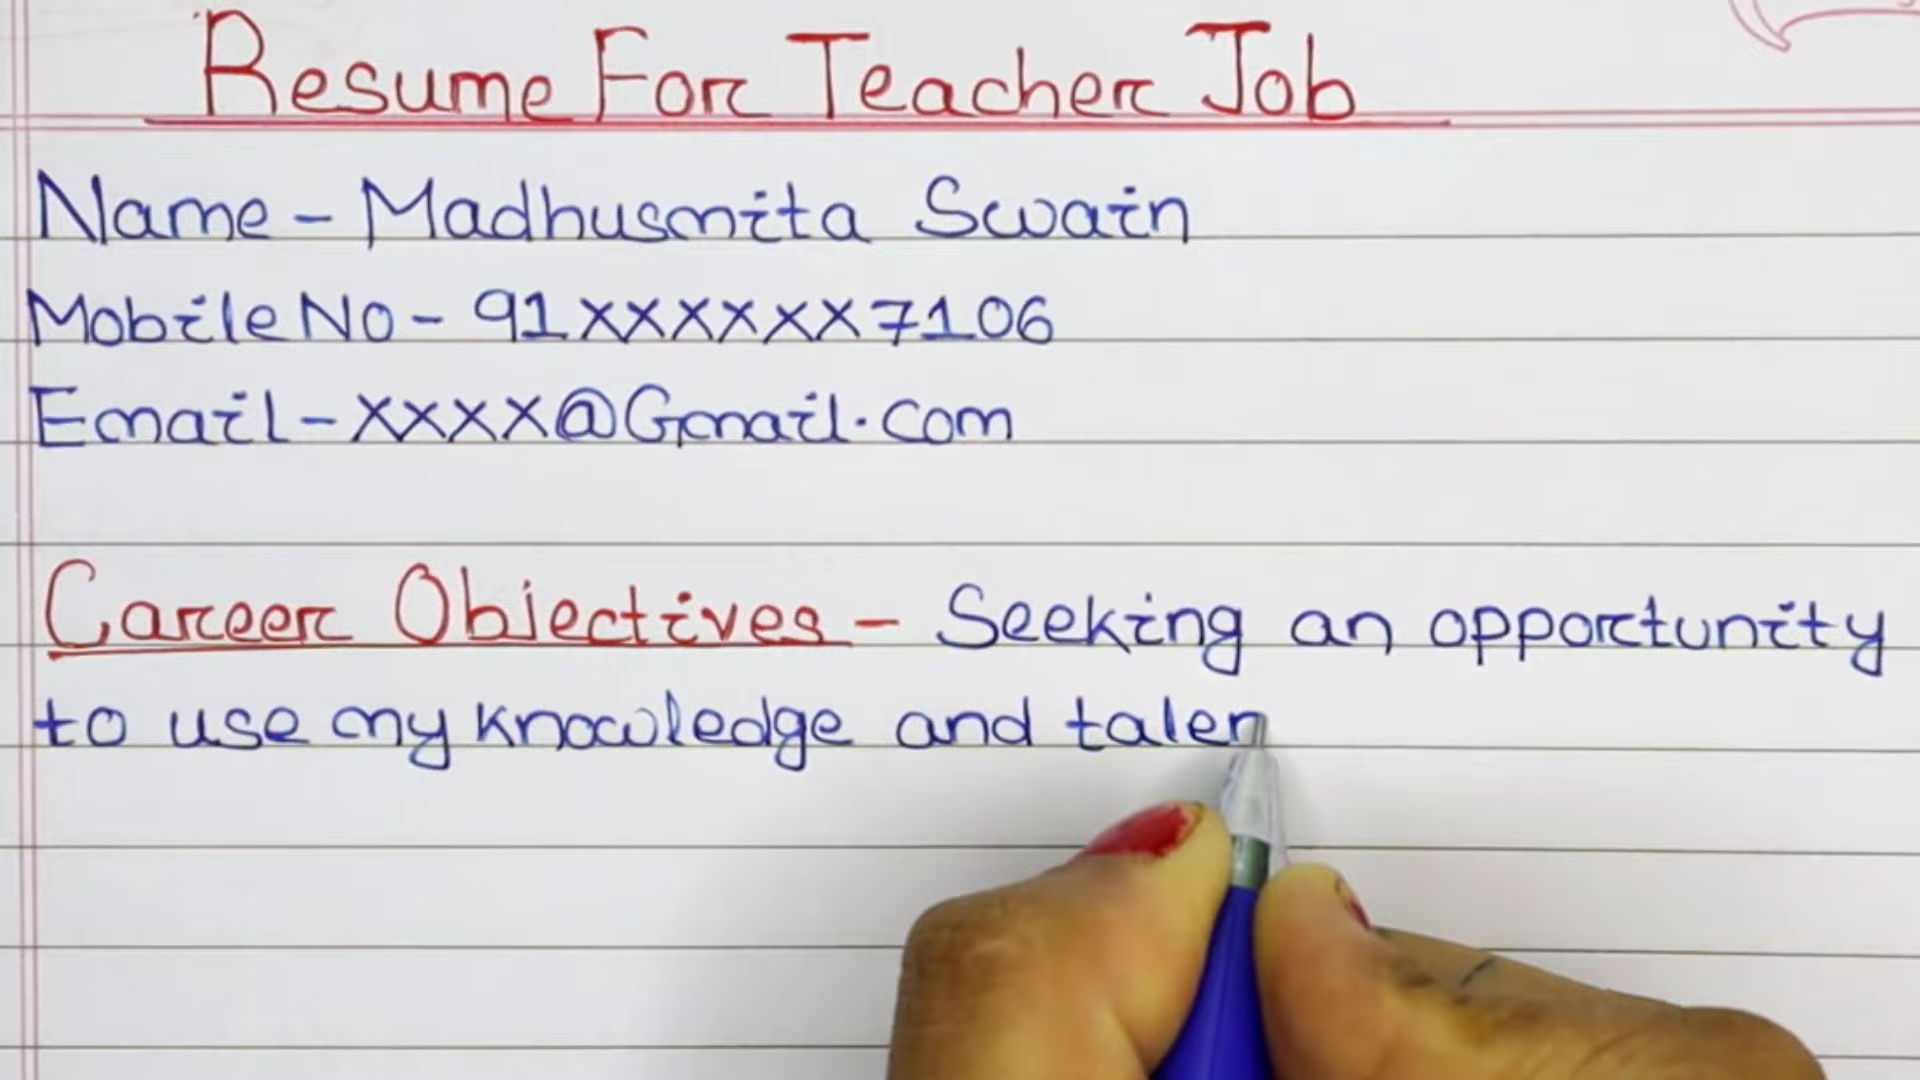 Resume For Teacher Job
Name - Madhusmita Swain
Mobile No - 91xxxxxx7106
Email - xxxx@Gmail.com
Career Objectives - Seeking an opportunity
to use my knowledge and talen